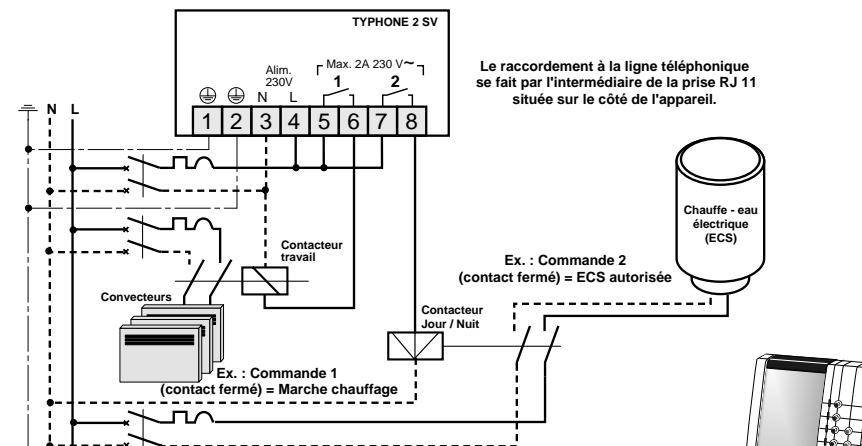 TYPHONE 2 SV
Alim.
230V
Max. 2A 230 V~
1
2
N
L
1 2 3 4 5 6 7 8
Le raccordement à la ligne téléphonique
se fait par l'intermédiaire de la prise RJ 11
située sur le côté de l'appareil.
N L
Chauffe - eau
électrique
(ECS)
Contacteur
travail
Ex. : Commande 2
(contact fermé) = ECS autorisée
Convecteurs
Contacteur
Jour / Nuit
Ex. : Commande 1
(contact fermé) = Marche chauffage